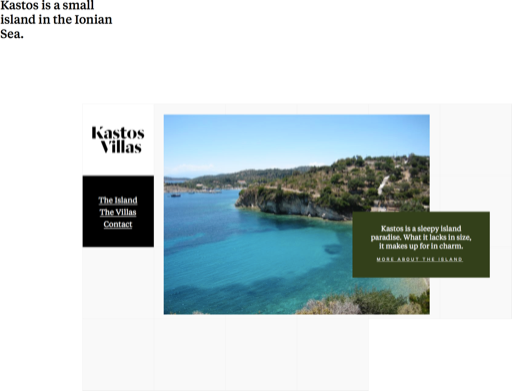 Kastos is a small
island in the Ionian
Sea.
Kastos
Villas
The Island
The Villas
Contact
Kastos is a sleepy island
paradise. What it lacks in size,
it makes up for in charm.
MORE ABOUT THE ISLAND